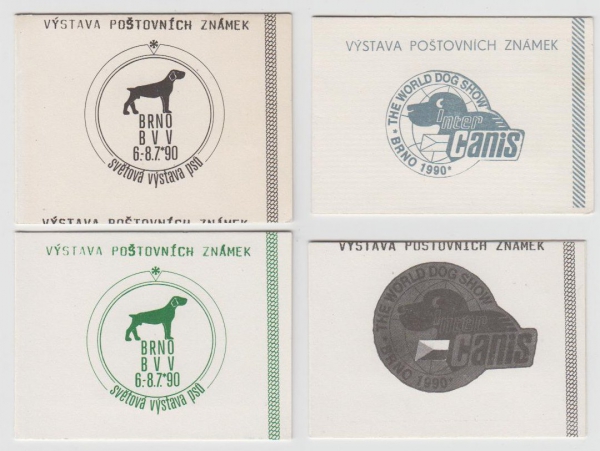 VÝSTAVA POŠTOVNÍCH ZNÁMEK
BRNO
BVV
6.-8.7.*90
světová výstava psů
VÝSTAVA POŠTOVNÍCH ZNÁMEK
VÝSTAVA POŠTOVNÍCH ZNÁMEK
THE WORLD DOG SHOW
inter
canis
* BRNO 1990 *
VÝSTAVA POŠTOVNÍCH ZNÁMEK
BRNO
BVV
6.-8.7.*90
světová výstava psů
VÝSTAVA POŠTOVNÍCH ZNÁMEK
THE WORLD DOG SHOW
inter
canis
BRNO 1990 *